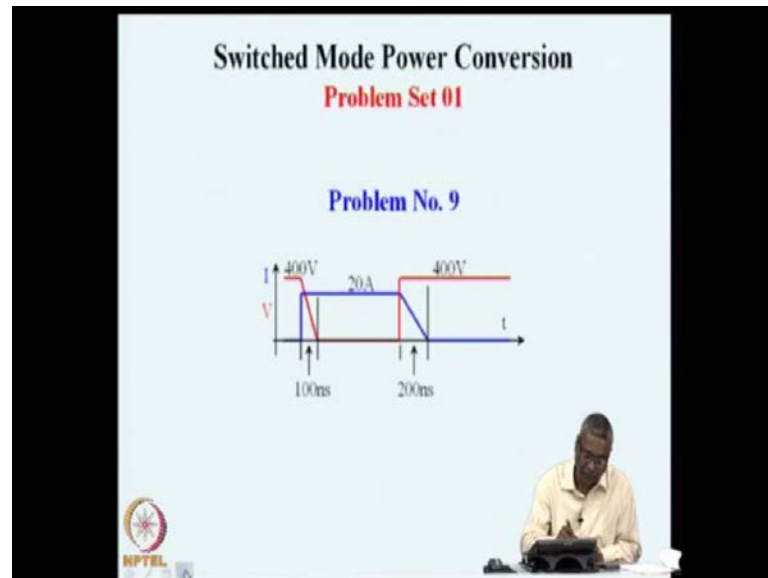 Switched Mode Power Conversion
Problem Set 01
Problem No. 9
I 400V 20A 400V
V t
100ns 200ns
NPTEL